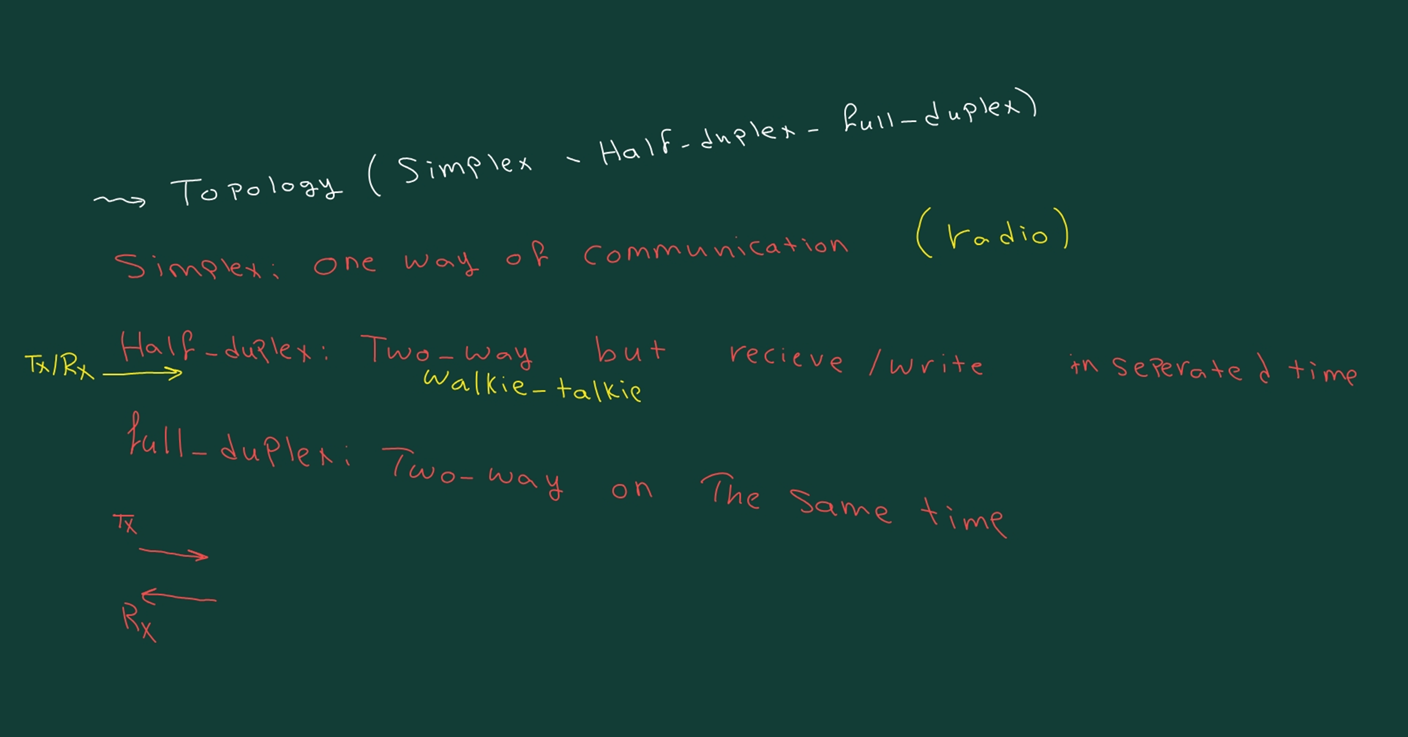 Topology (Simplex - Half-duplex - full-duplex)
Simplex: one way of communication (radio)
Half-duplex: Two-way but recieve /write in seperated time
Tx/Rx
walkie-talkie
full-duplex: Two-way on The same time
Tx
Rx